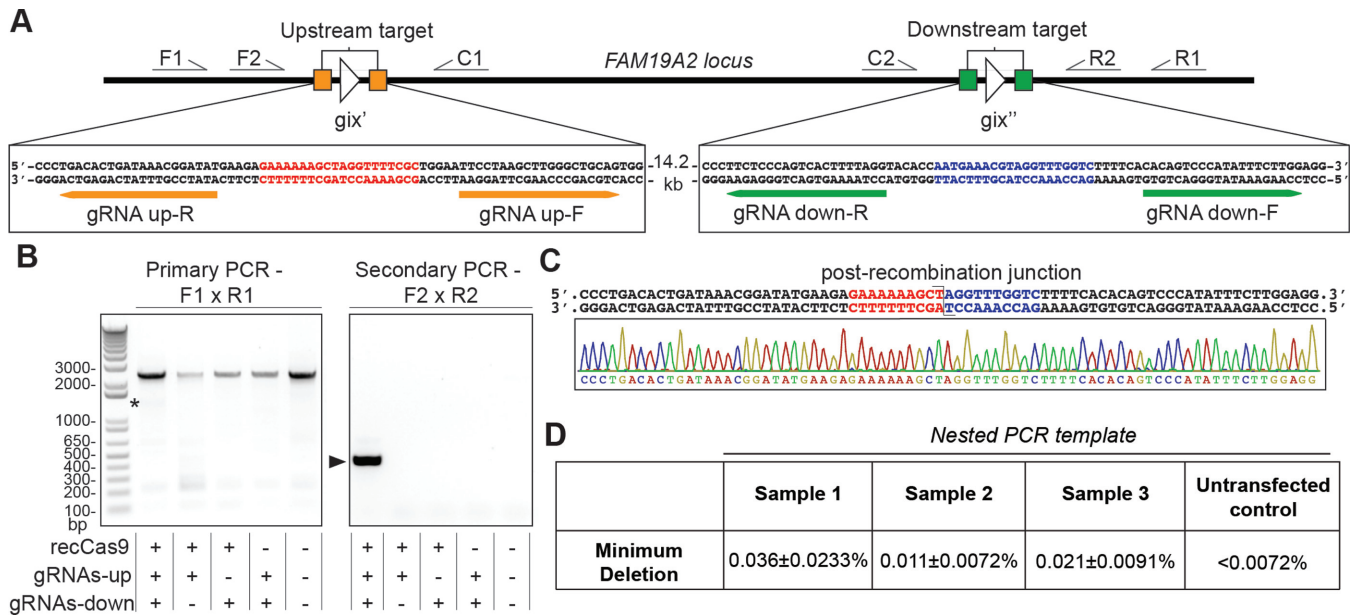 A
Upstream target
Downstream target
F1
F2
C1
FAM19A2 locus
C2
R2
R1
gix'
gix''
5′-CCCTGACACTGATAAACGGATATGAAGAGAAAAAAGCTAGGTTTTCGCTGGAATTCCTAAGCTTGGGCTGCAGTGG
3′-GGGACTGAGACTATTTGCCTATACTTCTCTTTTTTCGATCCAAAAGCGACCTTAAGGATTCGAACCCGACGTCACC
-14.2-
kb
CCCTTCTCCCAGTCACTTTTAGGTACACCAATGAAACGTAGGTTTGGTCTTTTCACACAGTCCCATATTTCTTGGAGG-3′
GGGAAGAGGGTCAGTGAAAATCCATGTGGTTACTTTGCATCCAAACCAGAAAAGTGTGTCAGGGTATAAAGAACCTCC-5′
gRNA up-R
gRNA up-F
gRNA down-R
gRNA down-F
B
Primary PCR -
F1 x R1
Secondary PCR -
F2 x R2
3000-
2000-
*
1000-
650-
500-
400-
300-
200-
100-
bp
recCas9 + + + - - + + + - -
gRNAs-up + + - + - + + - + -
gRNAs-down + - + + - + - + + -
C
post-recombination junction
5′.CCCTGACACTGATAAACGGATATGAAGAGAAAAAAGCTAGGTTTGGTCTTTTCACACAGTCCCATATTTCTTGGAGG.3′
3′.GGGACTGAGACTATTTGCCTATACTTCTCTTTTTTCGATCCAAACCAGAAAAGTGTGTCAGGGTATAAAGAACCTCC.5′
CCCTGACACTGATAAACGGATATGAAGAGAAAAAAGCTAGGTTTGGTCTTTTCACACAGTCCCATATTTCTTGGAGG
D
Nested PCR template
Sample 1
Sample 2
Sample 3
Untransfected
control
Minimum
Deletion
0.036±0.0233%
0.011±0.0072%
0.021±0.0091%
<0.0072%